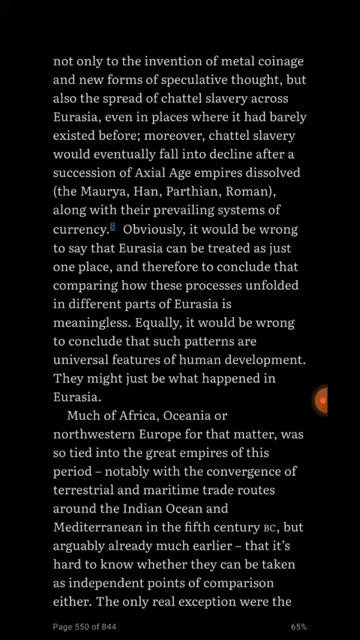 not only to the invention of metal coinage
and new forms of speculative thought, but
also the spread of chattel slavery across
Eurasia, even in places where it had barely
existed before; moreover, chattel slavery
would eventually fall into decline after a
succession of Axial Age empires dissolved
(the Maurya, Han, Parthian, Roman),
along with their prevailing systems of
currency.8 Obviously, it would be wrong
to say that Eurasia can be treated as just
one place, and therefore to conclude that
comparing how these processes unfolded
in different parts of Eurasia is
meaningless. Equally, it would be wrong
to conclude that such patterns are
universal features of human development.
They might just be what happened in
Eurasia.
Much of Africa, Oceania or
northwestern Europe for that matter, was
so tied into the great empires of this
period – notably with the convergence of
terrestrial and maritime trade routes
around the Indian Ocean and
Mediterranean in the fifth century BC, but
arguably already much earlier – that it's
hard to know whether they can be taken
as independent points of comparison
either. The only real exception were the
Page 550 of 844 65%